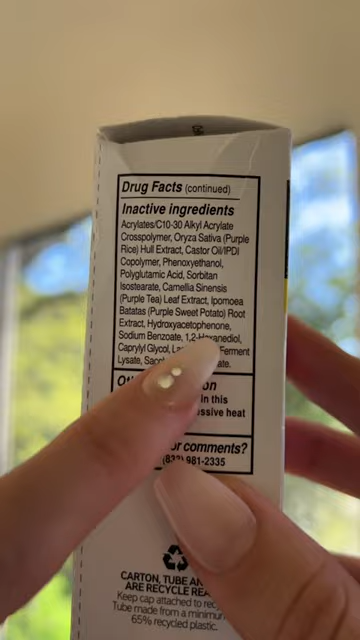 Drug Facts (continued)
Inactive ingredients
Acrylates/C10-30 Alkyl Acrylate
Crosspolymer, Oryza Sativa (Purple
Rice) Hull Extract, Castor Oil/IPDI
Copolymer, Phenoxyethanol,
Polyglutamic Acid, Sorbitan
Isostearate, Camellia Sinensis
(Purple Tea) Leaf Extract, Ipomoea
Batatas (Purple Sweet Potato) Root
Extract, Hydroxyacetophenone,
Sodium Benzoate, 1,2-Hexanediol,
Caprylyl Glycol, Ferment
Lysate,
in this
heat
or comments?
981-2335
CARTON, TUBE
ARE RECYCLE
Keep cap attached to
Tube made from a
65% recycled plastic.